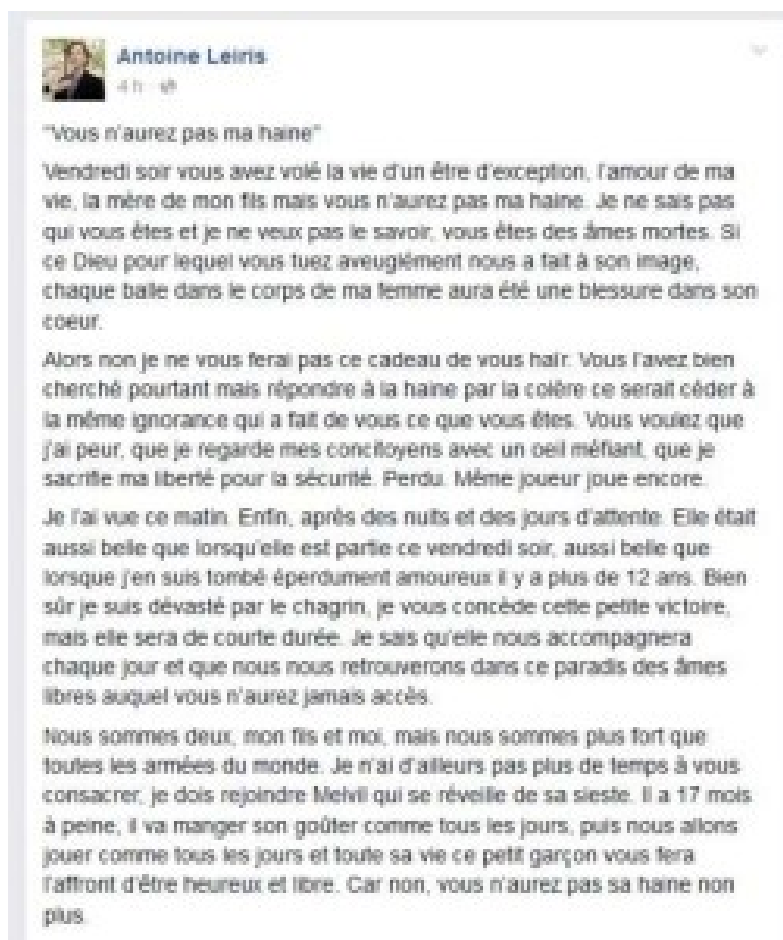 Antoine Leiris
4 h
"Vous n'aurez pas ma haine"
Vendredi soir vous avez volé la vie d'un être d'exception, l'amour de ma
vie, la mère de mon fils mais vous n'aurez pas ma haine. Je ne sais pas
qui vous êtes et je ne veux pas le savoir, vous êtes des âmes mortes. Si
ce Dieu pour lequel vous tuez aveuglément nous a fait à son image,
chaque balle dans le corps de ma femme aura été une blessure dans son
coeur.
Alors non je ne vous ferai pas ce cadeau de vous haïr. Vous l'avez bien
cherché pourtant mais répondre à la haine par la colère ce serait céder à
la même ignorance qui a fait de vous ce que vous êtes. Vous voulez que
j'ai peur, que je regarde mes concitoyens avec un oeil méfiant, que je
sacrifie ma liberté pour la sécurité. Perdu. Même joueur joue encore.
Je l'ai vue ce matin. Enfin, après des nuits et des jours d'attente. Elle était
aussi belle que lorsqu'elle est partie ce vendredi soir, aussi belle que
lorsque j'en suis tombé éperdument amoureux il y a plus de 12 ans. Bien
sûr je suis dévasté par le chagrin, je vous concède cette petite victoire,
mais elle sera de courte durée. Je sais qu'elle nous accompagnera
chaque jour et que nous nous retrouverons dans ce paradis des âmes
libres auquel vous n'aurez jamais accès.
Nous sommes deux, mon fils et moi, mais nous sommes plus fort que
toutes les armées du monde. Je n'ai d'ailleurs pas plus de temps à vous
consacrer, je dois rejoindre Melvil qui se réveille de sa sieste. Il a 17 mois
à peine, il va manger son goûter comme tous les jours, puis nous allons
jouer comme tous les jours et toute sa vie ce petit garçon vous fera
l'affront d'être heureux et libre. Car non, vous n'aurez pas sa haine non
plus.